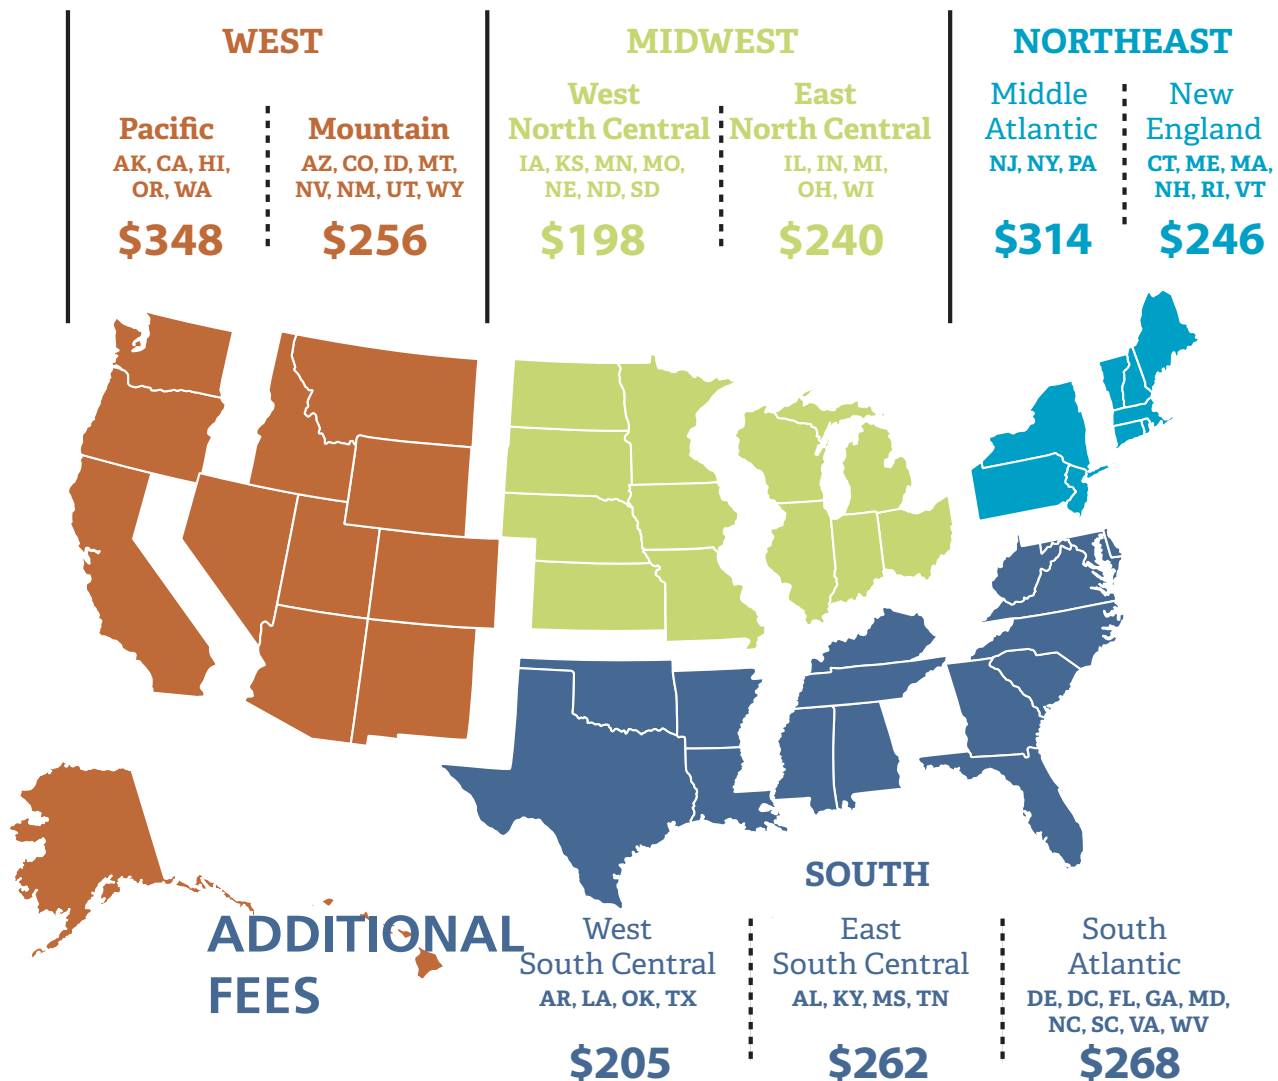 WEST
Pacific
AK, CA, HI,
OR, WA
$348
Mountain
AZ, CO, ID, MT,
NV, NM, UT, WY
$256
MIDWEST
West
North Central
IA, KS, MN, MO,
NE, ND, SD
$198
East
North Central
IL, IN, MI,
OH, WI
$240
NORTHEAST
Middle
Atlantic
NJ, NY, PA
$314
New
England
CT, ME, MA,
NH, RI, VT
$246
ADDITIONAL
FEES
SOUTH
West
South Central
AR, LA, OK, TX
$205
East
South Central
AL, KY, MS, TN
$262
South
Atlantic
DE, DC, FL, GA, MD,
NC, SC, VA, WV
$268